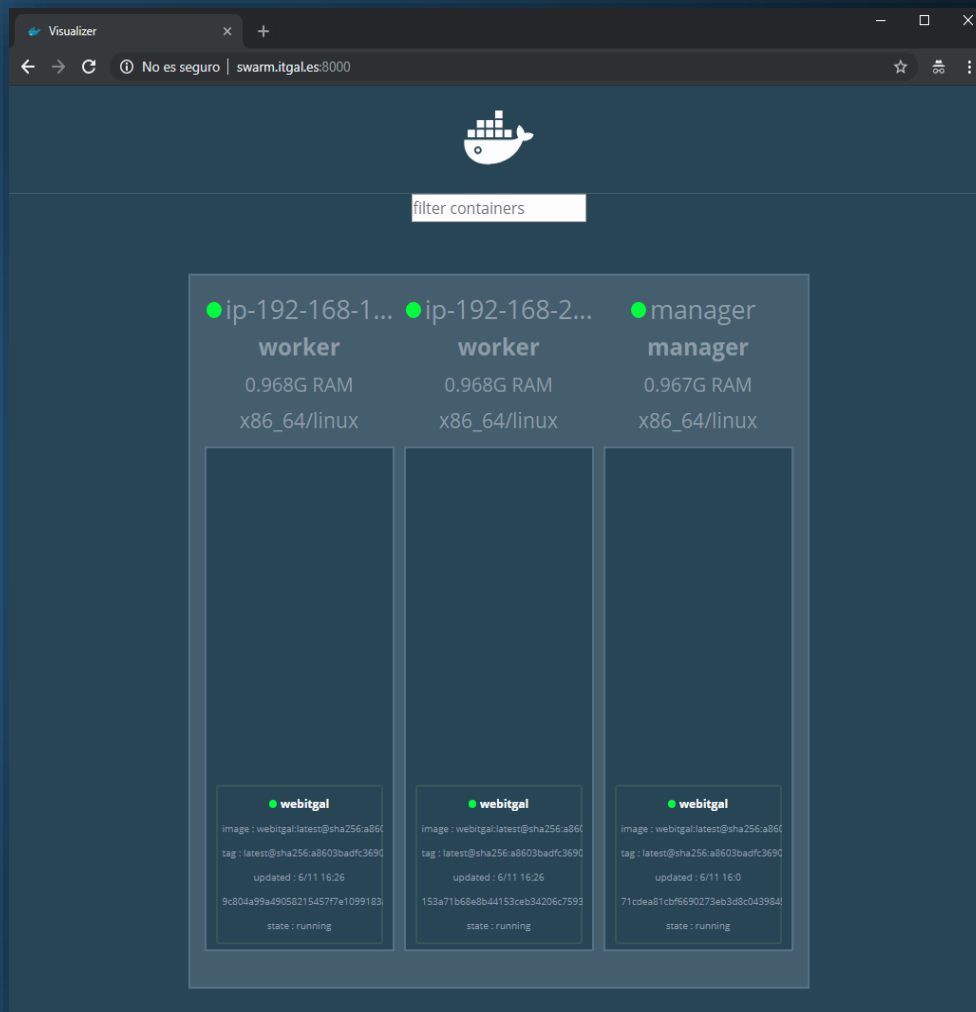 Visualizer
No es seguro | swarm.itgal.es:8000
filter containers
ip-192-168-1...
worker
0.968G RAM
x86_64/linux
ip-192-168-2...
worker
0.968G RAM
x86_64/linux
manager
manager
0.967G RAM
x86_64/linux
webitgal
image : webitgal:latest@sha256:a860
tag : latest@sha256:a8603badfc3690
updated : 6/11 16:26
9c804a99a49058215457f7e1099183
state : running
webitgal
image : webitgal:latest@sha256:a860
tag : latest@sha256:a8603badfc3690
updated : 6/11 16:26
153a71b68e8b44153ceb34206c7593
state : running
webitgal
image : webitgal:latest@sha256:a860
tag : latest@sha256:a8603badfc3690
updated : 6/11 16:0
71cdea81cbf6690273eb3d8c043984
state : running